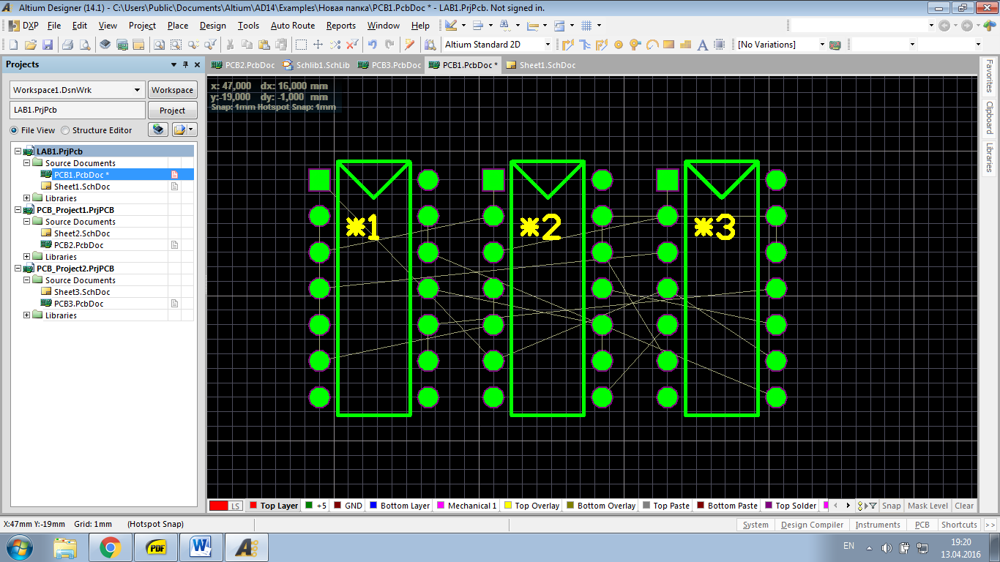 Altium Designer (14.1) - C:\Users\Public\Documents\Altium\AD14\Examples\Новая папка\PCB1.PcbDoc * - LAB1.PrjPcb. Not signed in.
DXP File Edit View Project Place Design Tools Auto Route Reports Window Help
Altium Standard 2D [No Variations]
Projects
PCB2.PcbDoc Schlib1.SchLib PCB3.PcbDoc PCB1.PcbDoc * Sheet1.SchDoc
Workspace1.DsnWrk Workspace
LAB1.PrjPcb Project
File View Structure Editor
LAB1.PrjPcb
Source Documents
PCB1.PcbDoc *
Sheet1.SchDoc
Libraries
PCB_Project1.PrjPCB
Source Documents
Sheet2.SchDoc
PCB2.PcbDoc
Libraries
PCB_Project2.PrjPCB
Source Documents
Sheet3.SchDoc
PCB3.PcbDoc
Libraries
x: 47,000 dx: 16,000 mm
y:-19,000 dy: -1,000 mm
Snap: 1mm Hotspot Snap: 1mm
*1 *2 *3
Favorites
Clipboard
Libraries
LS Top Layer +5 GND Bottom Layer Mechanical 1 Top Overlay Bottom Overlay Top Paste Bottom Paste Top Solder Snap Mask Level Clear
X:47mm Y:-19mm Grid: 1mm (Hotspot Snap) System Design Compiler Instruments PCB Shortcuts >>
PDF W EN 19:20
13.04.2016